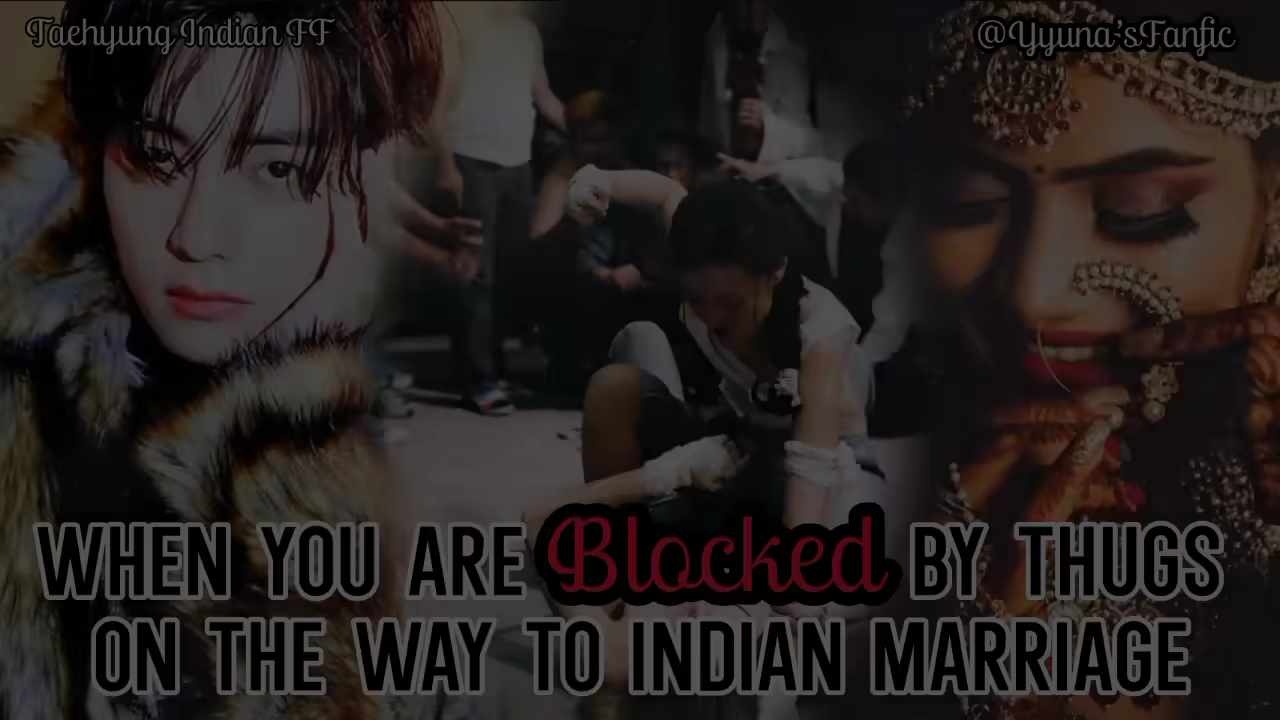 Taehyung Indian FF
@Yyuna'sFanfic
WHEN YOU ARE Blocked BY THUGS
ON THE WAY TO INDIAN MARRIAGE